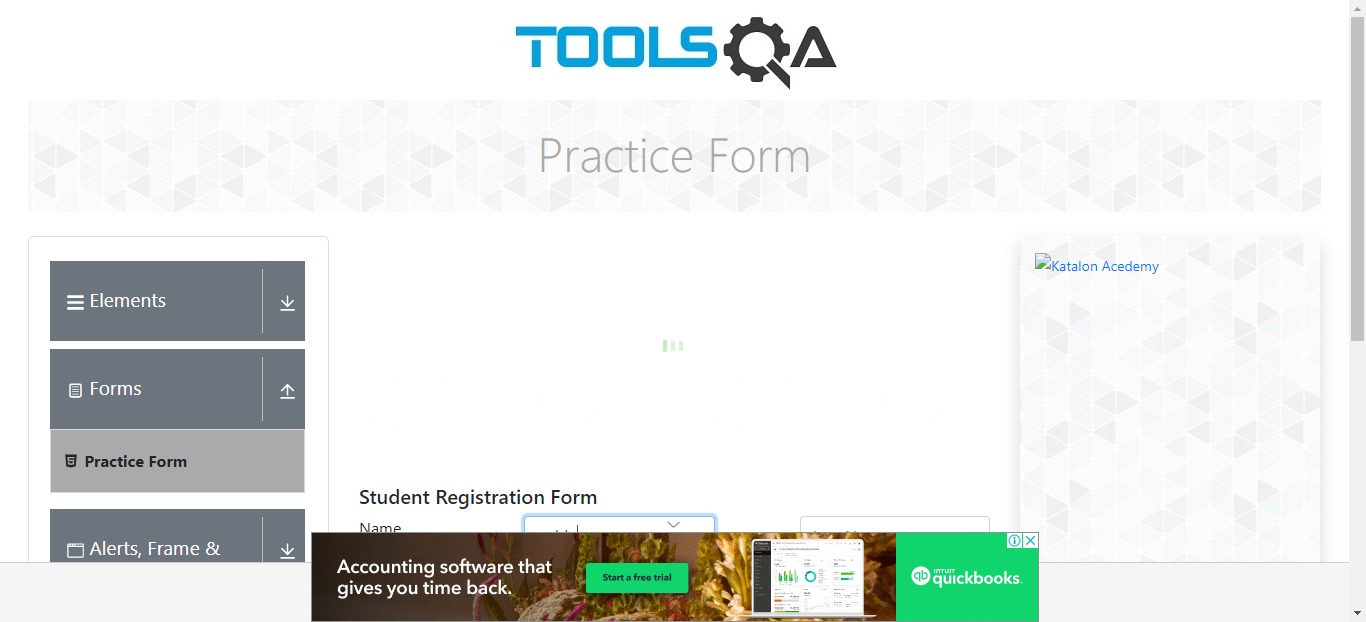 TOOLSQA
Practice Form
Elements
Katalon Acedemy
Forms
Practice Form
Student Registration Form
Name
Alerts, Frame &
Accounting software that
gives you time back.
Start a free trial
INTUIT
quickbooks.